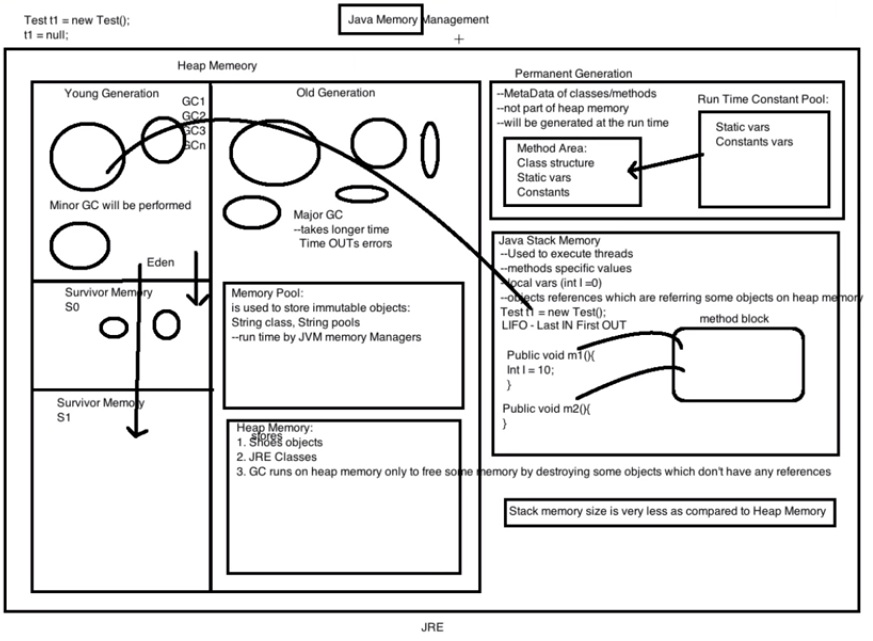 Test t1 = new Test();
t1 = null;
Java Memory Management
Heap Memeory
Young Generation
GC1
GC2
GC3
GCn
Minor GC will be performed
Eden
Survivor Memory
S0
Survivor Memory
S1
Old Generation
Major GC
--takes longer time
Time OUTs errors
Memory Pool:
is used to store immutable objects:
String class, String pools
--run time by JVM memory Managers
Heap Memory:
stores
1. Shoes objects
2. JRE Classes
3. GC runs on heap memory only to free some memory by destroying some objects which don't have any references
Permanent Generation
--MetaData of classes/methods
--not part of heap memory
--will be generated at the run time
Method Area:
Class structure
Static vars
Constants
Run Time Constant Pool:
Static vars
Constants vars
Java Stack Memory
--Used to execute threads
--methods specific values
--local vars (int I =0)
--objects references which are referring some objects on heap memory
Test t1 = new Test();
LIFO - Last IN First OUT
method block
Public void m1(){
Int I = 10;
}
Public void m2(){
}
Stack memory size is very less as compared to Heap Memory
JRE